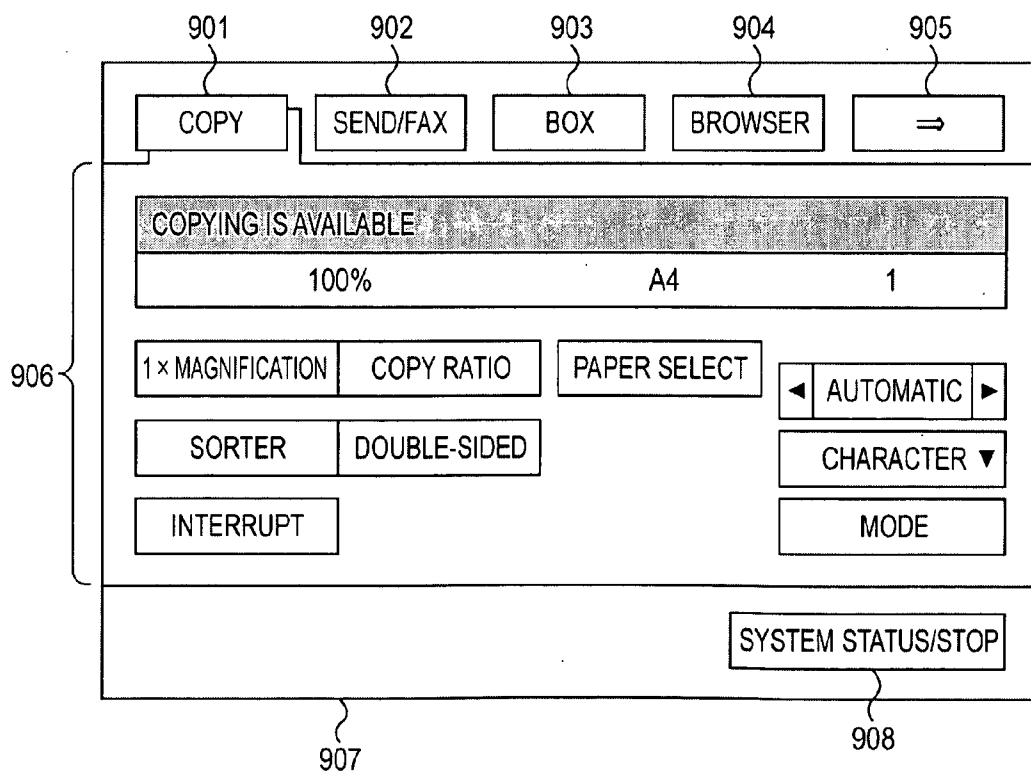 901 902 903 904 905
COPY SEND/FAX BOX BROWSER ⇒
COPYING IS AVAILABLE
100% A4 1
906
1 × MAGNIFICATION COPY RATIO PAPER SELECT
◄ AUTOMATIC ►
SORTER DOUBLE-SIDED
CHARACTER ▼
INTERRUPT MODE
SYSTEM STATUS/STOP
907 908